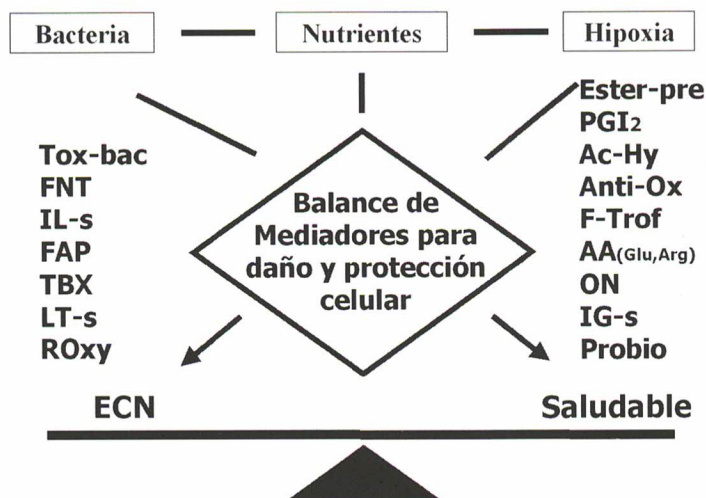 Bacteria
Nutrientes
Hipoxia
Tox-bac
FNT
IL-s
FAP
TBX
LT-s
ROxy
Balance de
Mediadores para
daño y protección
celular
Ester-pre
PGI2
Ac-Hy
Anti-Ox
F-Trof
AA(Glu,Arg)
ON
IG-s
Probio
ECN
Saludable